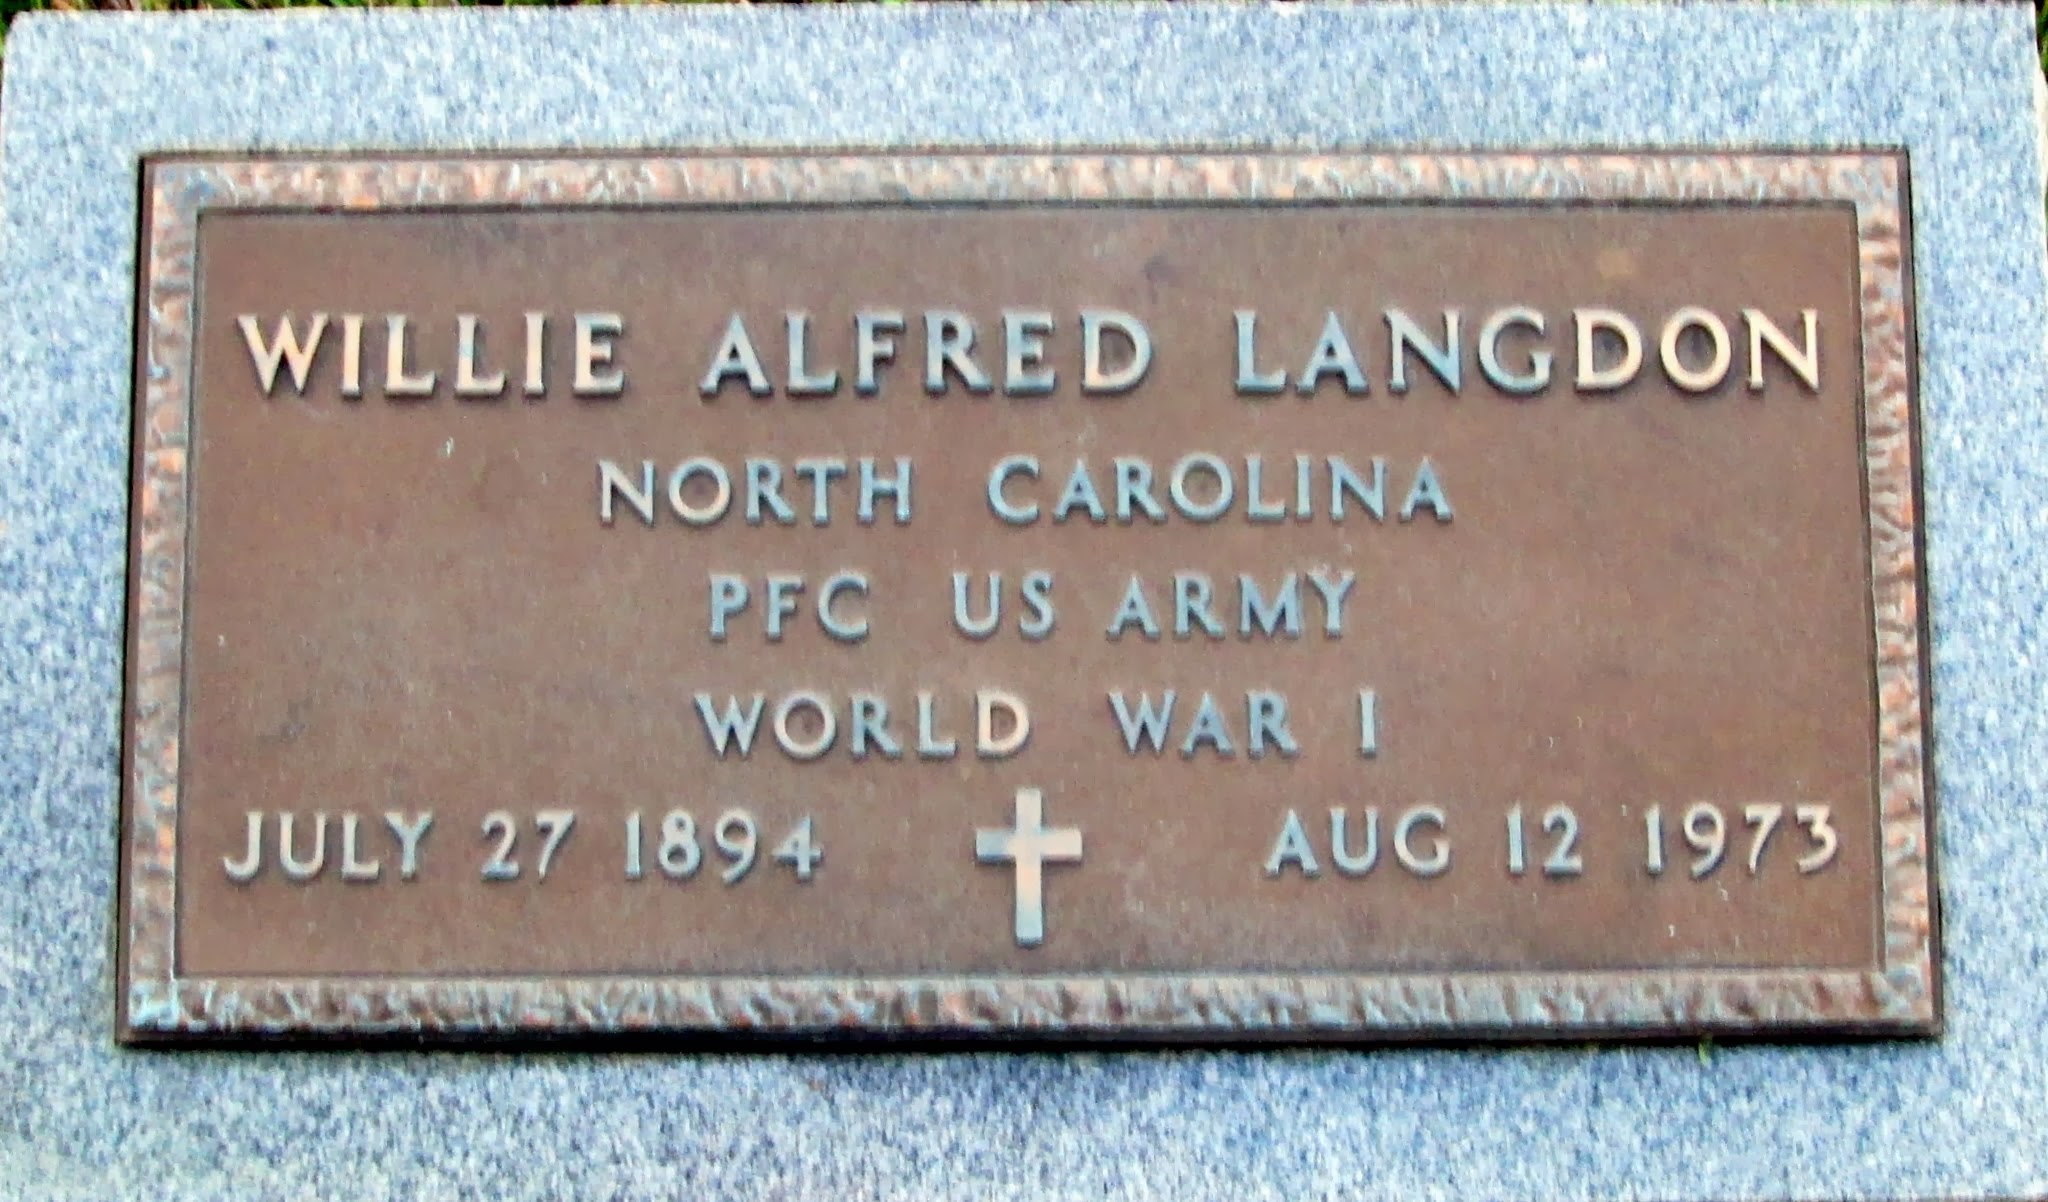 WILLIE ALFRED LANGDON
NORTH CAROLINA
PFC US ARMY
WORLD WAR I
JULY 27 1894 AUG 12 1973